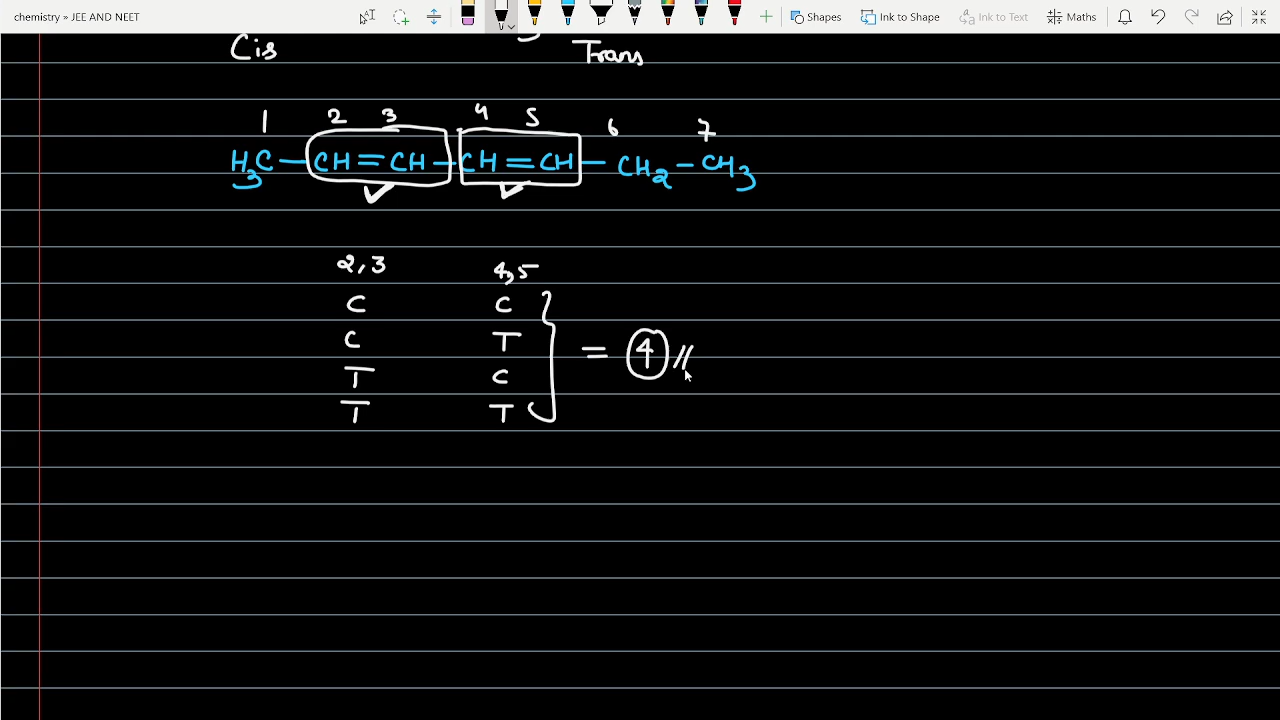 chemistry » JEE AND NEET
Shapes Ink to Shape Ink to Text Maths
Cis Trans
1 2 3 4 5 6 7
H3C-CH=CH-CH=CH-CH2-CH3
2,3 4,5
C C
C T
T C
T T
= 4 //